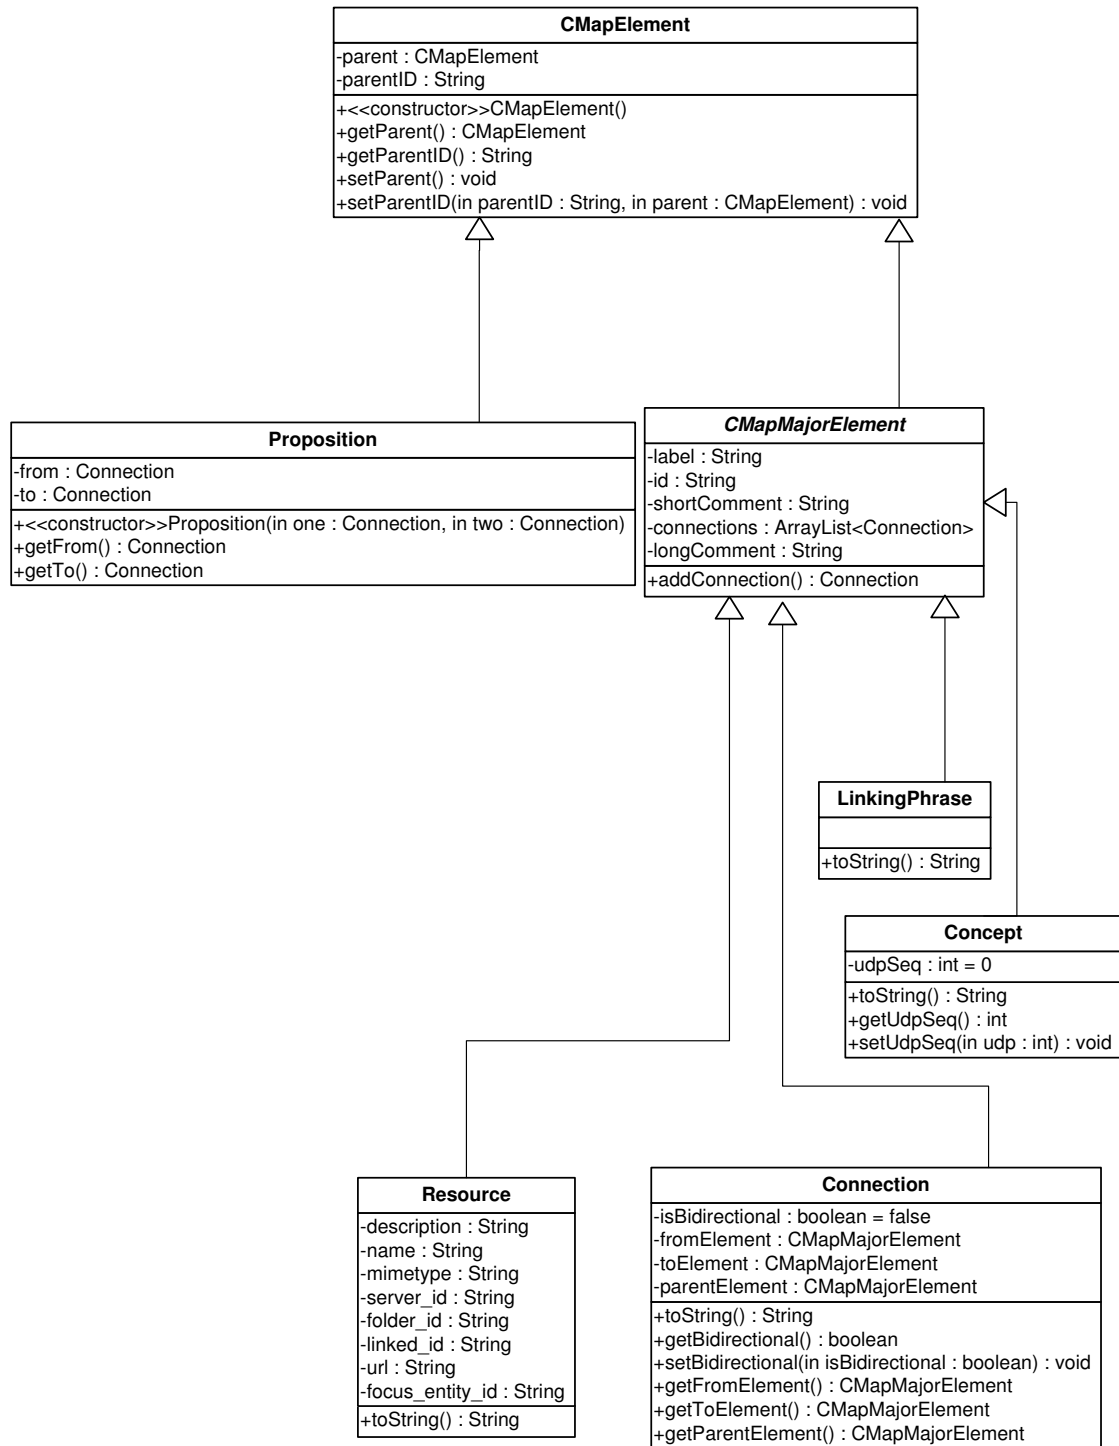 CMapElement
-parent : CMapElement
-parentID : String
+<<constructor>>CMapElement()
+getParent() : CMapElement
+getParentID() : String
+setParent() : void
+setParentID(in parentID : String, in parent : CMapElement) : void
Proposition
-from : Connection
-to : Connection
+<<constructor>>Proposition(in one : Connection, in two : Connection)
+getFrom() : Connection
+getTo() : Connection
CMapMajorElement
-label : String
-id : String
-shortComment : String
-connections : ArrayList<Connection>
-longComment : String
+addConnection() : Connection
LinkingPhrase
+toString() : String
Concept
-udpSeq : int = 0
+toString() : String
+getUdpSeq() : int
+setUdpSeq(in udp : int) : void
Resource
-description : String
-name : String
-mimetype : String
-server_id : String
-folder_id : String
-linked_id : String
-url : String
-focus_entity_id : String
+toString() : String
Connection
-isBidirectional : boolean = false
-fromElement : CMapMajorElement
-toElement : CMapMajorElement
-parentElement : CMapMajorElement
+toString() : String
+getBidirectional() : boolean
+setBidirectional(in isBidirectional : boolean) : void
+getFromElement() : CMapMajorElement
+getToElement() : CMapMajorElement
+getParentElement() : CMapMajorElement